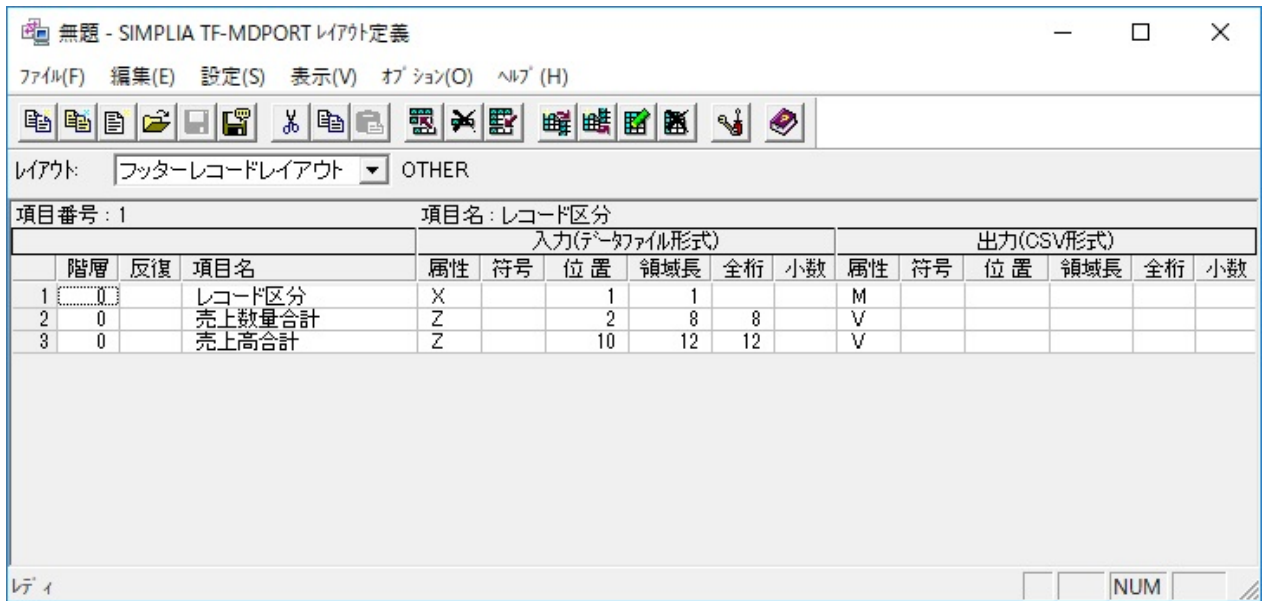 無題 - SIMPLIA TF-MDPORT ﾚｲｱｳﾄ定義
ﾌｧｲﾙ(F) 編集(E) 設定(S) 表示(V) ｵﾌﾟｼｮﾝ(O) ﾍﾙﾌﾟ(H)
ﾚｲｱｳﾄ: フッターレコードレイアウト OTHER
項目番号 : 1 項目名 : レコード区分
入力(ﾃﾞｰﾀﾌｧｲﾙ形式) 出力(CSV形式)
階層 反復 項目名 属性 符号 位置 領域長 全桁 小数 属性 符号 位置 領域長 全桁 小数
1 0 レコード区分 X 1 1 M
2 0 売上数量合計 Z 2 8 8 V
3 0 売上高合計 Z 10 12 12 V
ﾚﾃﾞｨ NUM